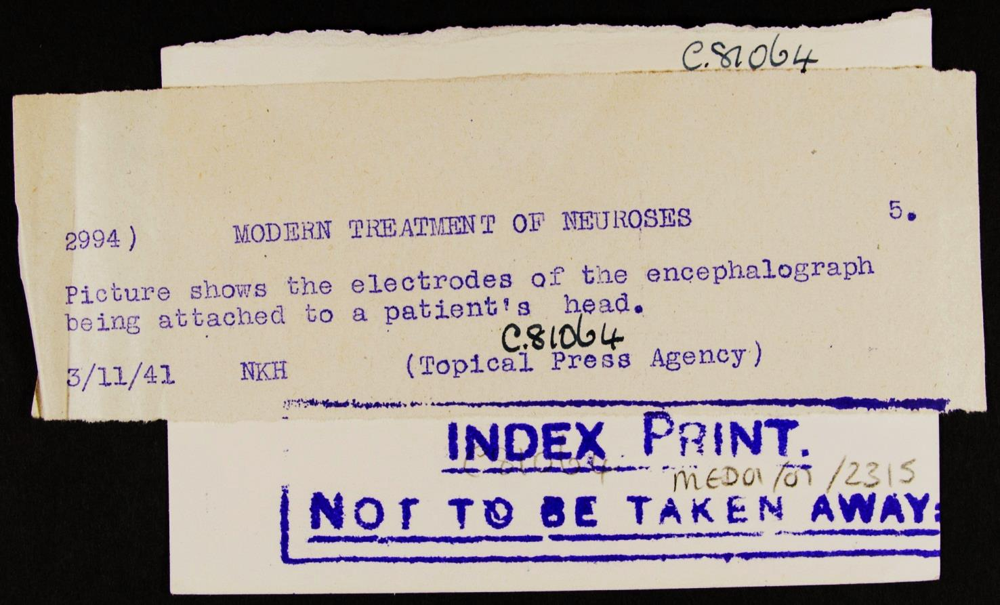 C.81064
2994) MODERN TREATMENT OF NEUROSES 5.
Picture shows the electrodes of the encephalograph
being attached to a patient's head.
C.81064
3/11/41 NKH (Topical Press Agency)
INDEX PRINT.
C 81064
MED01/01/2315
NOT TO BE TAKEN AWAY: